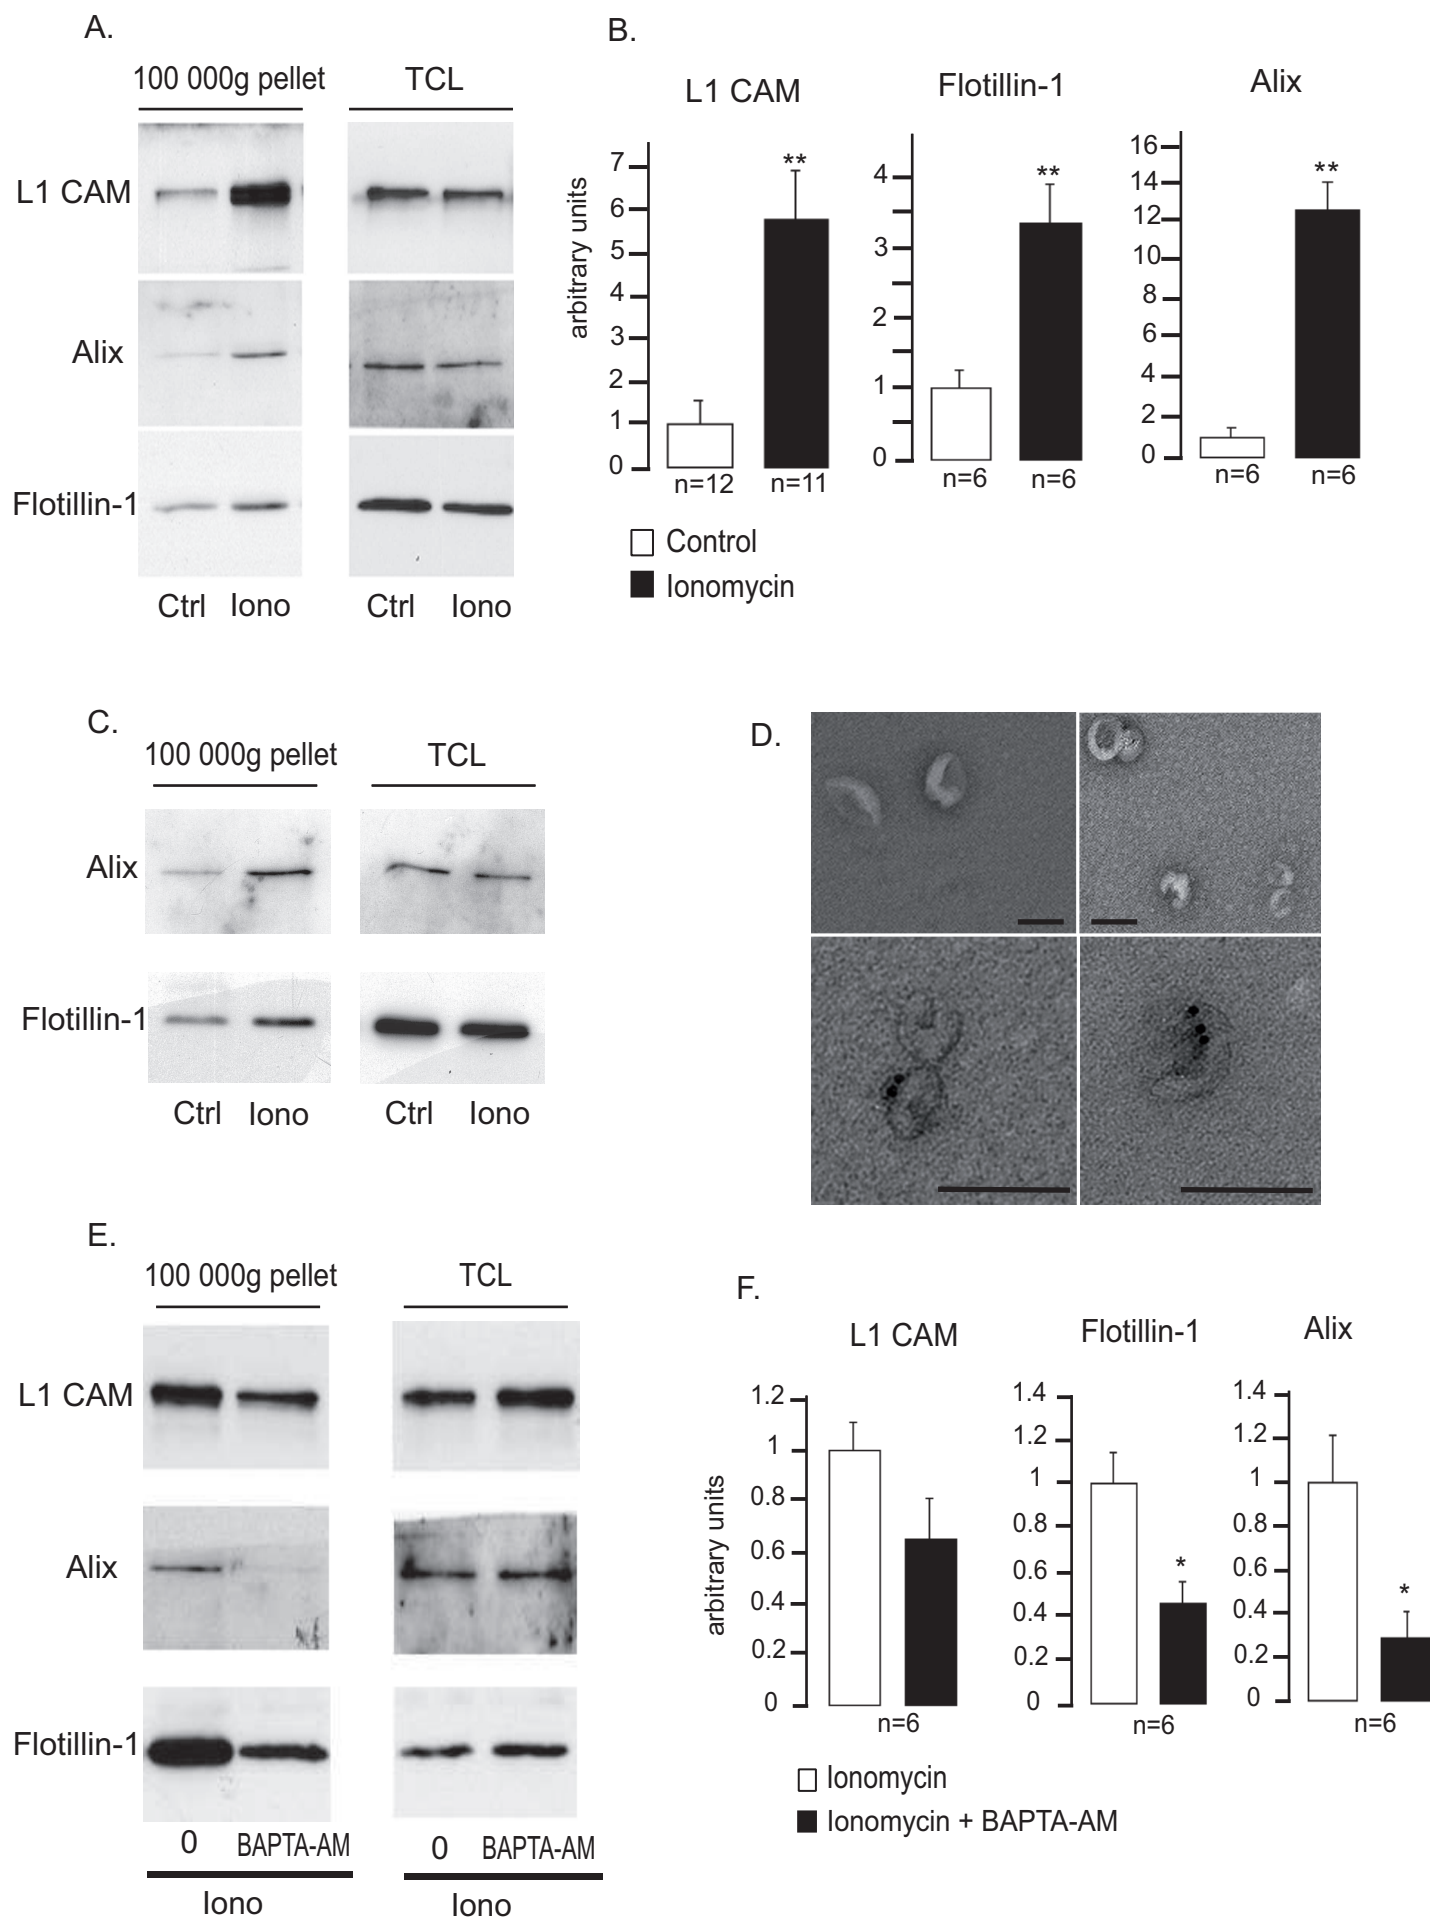 A.
100 000g pellet
TCL
L1 CAM
Alix
Flotillin-1
Ctrl Iono
Ctrl Iono
B.
L1 CAM
Flotillin-1
Alix
arbitrary units
7
6
5
4
3
2
1
0
**
n=12 n=11
4
3
2
1
0
**
n=6 n=6
16
14
12
10
8
6
4
2
0
**
n=6 n=6
Control
Ionomycin
C.
100 000g pellet
TCL
Alix
Flotillin-1
Ctrl Iono
Ctrl Iono
D.
E.
100 000g pellet
TCL
L1 CAM
Alix
Flotillin-1
0 BAPTA-AM
Iono
0 BAPTA-AM
Iono
F.
L1 CAM
Flotillin-1
Alix
arbitrary units
1.2
1
0.8
0.6
0.4
0.2
0
n=6
1.4
1.2
1
0.8
0.6
0.4
0.2
0
*
n=6
1.4
1.2
1
0.8
0.6
0.4
0.2
0
*
n=6
Ionomycin
Ionomycin + BAPTA-AM